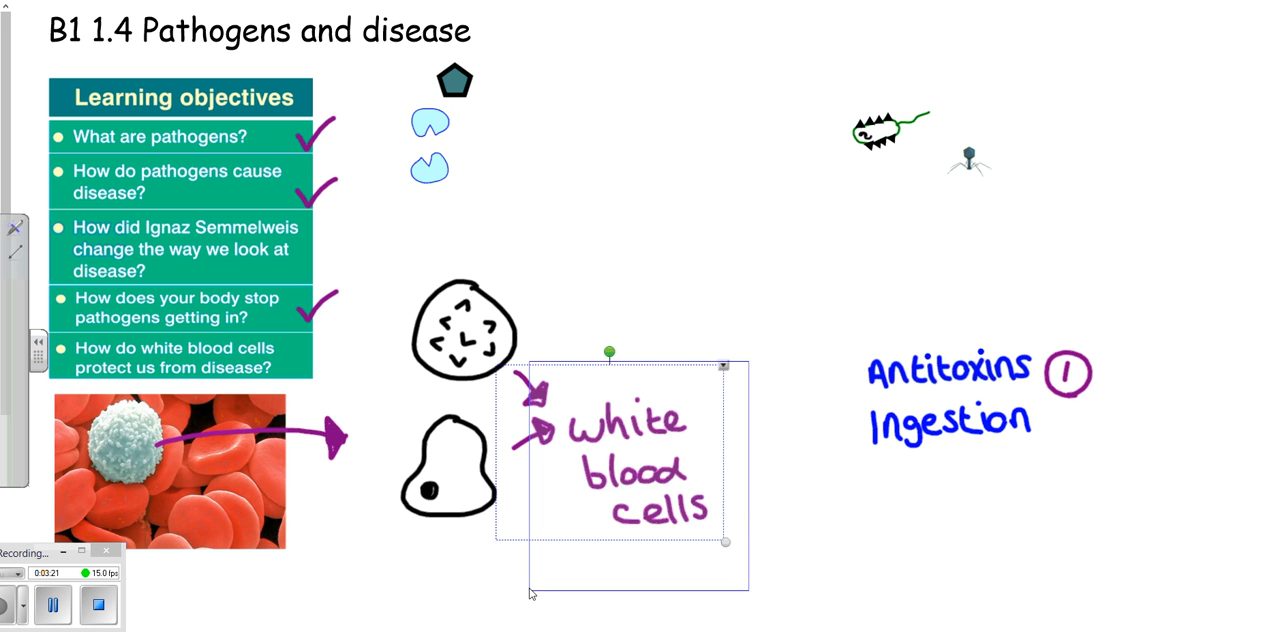 B1 1.4 Pathogens and disease
Learning objectives
What are pathogens?
How do pathogens cause
disease?
How did Ignaz Semmelweis
change the way we look at
disease?
How does your body stop
pathogens getting in?
How do white blood cells
protect us from disease?
white
blood
cells
Antitoxins 1
Ingestion
Recording...
0:03:21 15.0 fps